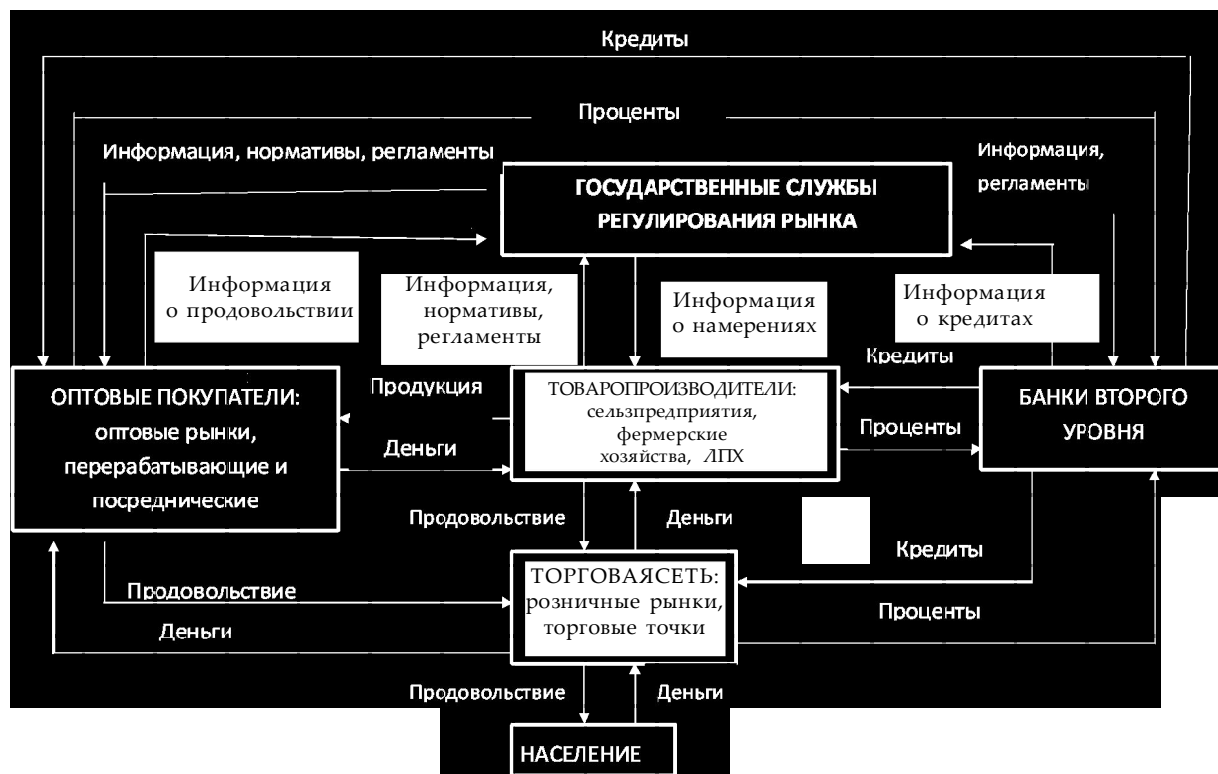 Кредиты
Проценты
Информация, нормативы, регламенты
Информация,
регламенты
ГОСУДАРСТВЕННЫЕ СЛУЖБЫ
РЕГУЛИРОВАНИЯ РЫНКА
Информация
о продовольствии
Информация,
нормативы,
регламенты
Информация
о намерениях
Информация
о кредитах
Кредиты
ОПТОВЫЕ ПОКУПАТЕЛИ:
оптовые рынки,
перерабатывающие и
посреднические
Продукция
Деньги
ТОВАРОПРОИЗВОДИТЕЛИ:
сельзпредприятия,
фермерские
хозяйства, ЛПХ
Проценты
БАНКИ ВТОРОГО
УРОВНЯ
Продовольствие
Деньги
Кредиты
Продовольствие
Деньги
ТОРГОВАЯСЕТЬ:
розничные рынки,
торговые точки
Проценты
Продовольствие
Деньги
НАСЕЛЕНИЕ